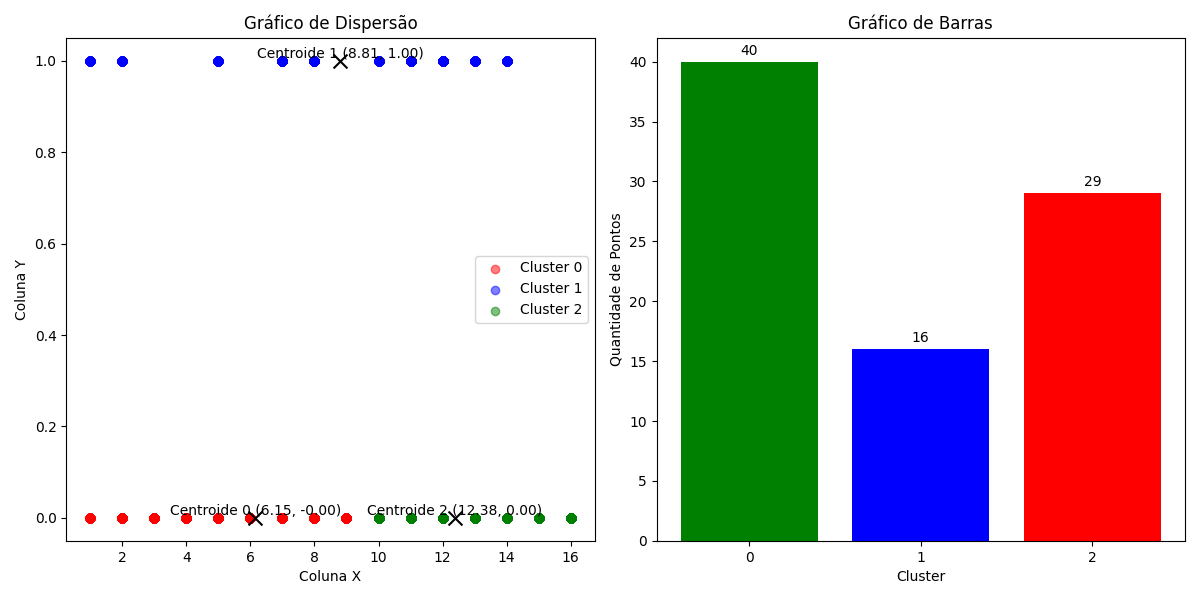 Gráfico de Dispersão
Centroide 1 (8.81, 1.00)
Centroide 0 (6.15, -0.00)
Centroide 2 (12.38, 0.00)
1.0
0.8
0.6
0.4
0.2
0.0
Coluna Y
Cluster 0
Cluster 1
Cluster 2
2 4 6 8 10 12 14 16
Coluna X
Gráfico de Barras
40
16
29
40
35
30
25
20
15
10
5
0
Quantidade de Pontos
0 1 2
Cluster